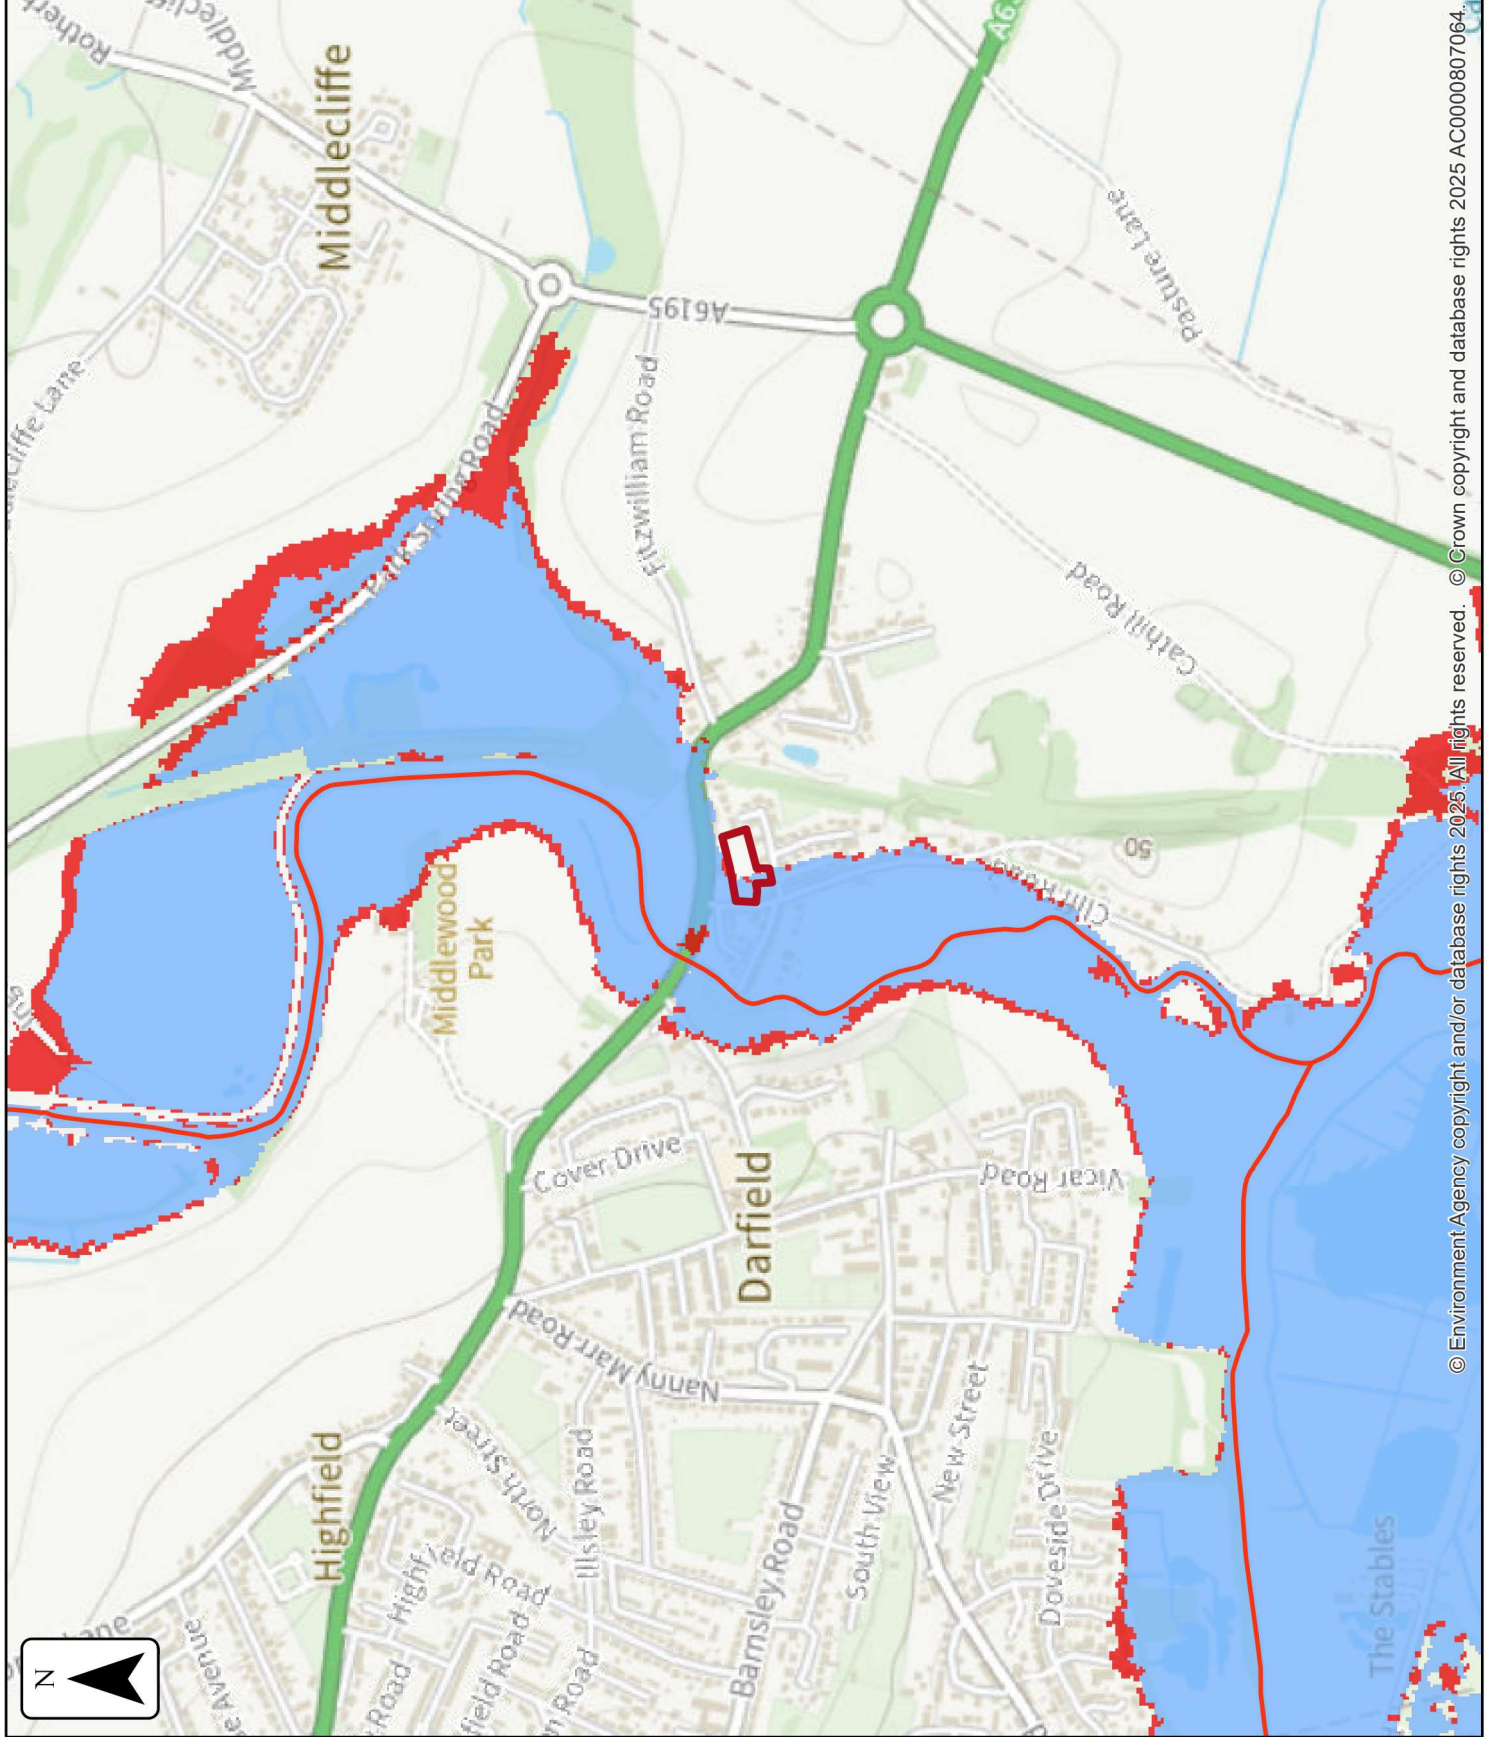 N
Highfield
Middlecliffe
Middlewood
Park
Darfield
Park Spring Road
Fitzwilliam Road
A6195
Pasture Lane
Cathill Road
50
Cover Drive
Vicar Road
Nanny Marr Road
North Street
Illsley Road
Highfield Road
Barnsley Road
South View
New Street
Doveside Drive
The Stables
© Environment Agency copyright and/or database rights 2025. All rights reserved. © Crown copyright and database rights 2025 AC0000807064.